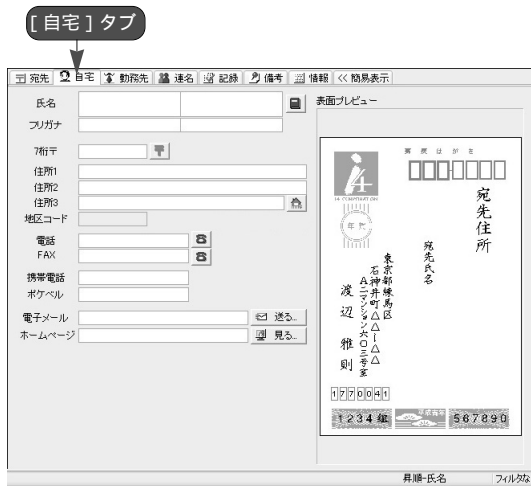 [自宅]タブ
宛先 自宅 勤務先 連名 記録 備考 情報 << 簡易表示
氏名
フリガナ
7桁〒
住所1
住所2
住所3
地区コード
電話
FAX
携帯電話
ポケベル
電子メール 送る...
ホームページ 見る...
表面プレビュー
郵便はがき
宛先住所
宛先氏名
東京都練馬区
石神井町△△-△
Aニマンション六〇三号室
渡辺 雅則
1770041
1234組 567890
昇順-氏名 フィルタな